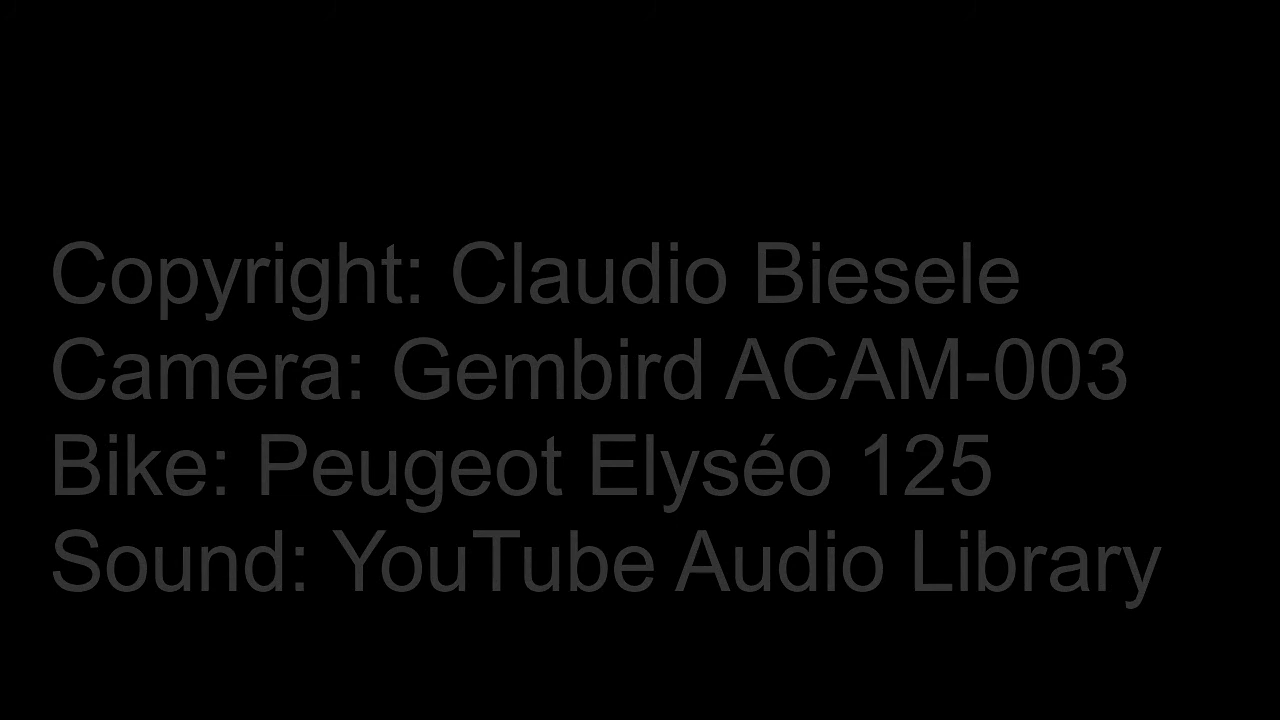 Copyright: Claudio Biesele
Camera: Gembird ACAM-003
Bike: Peugeot Elyséo 125
Sound: YouTube Audio Library